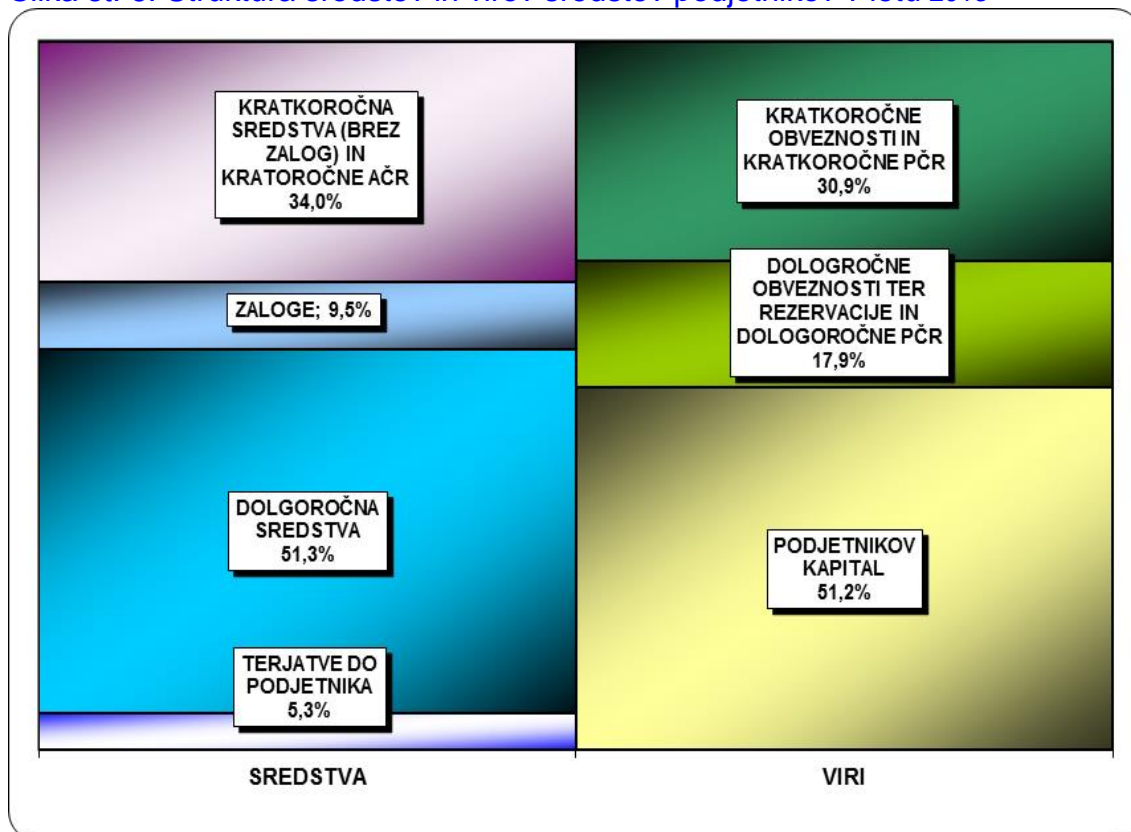 KRATKOROČNA
SREDSTVA (BREZ
ZALOG) IN
KRATOROČNE AČR
34,0%
ZALOGE; 9,5%
DOLGOROČNA
SREDSTVA
51,3%
TERJATVE DO
PODJETNIKA
5,3%
KRATKOROČNE
OBVEZNOSTI IN
KRATKOROČNE PČR
30,9%
DOLOGROČNE
OBVEZNOSTI TER
REZERVACIJE IN
DOLOGOROČNE PČR
17,9%
PODJETNIKOV
KAPITAL
51,2%
SREDSTVA
VIRI